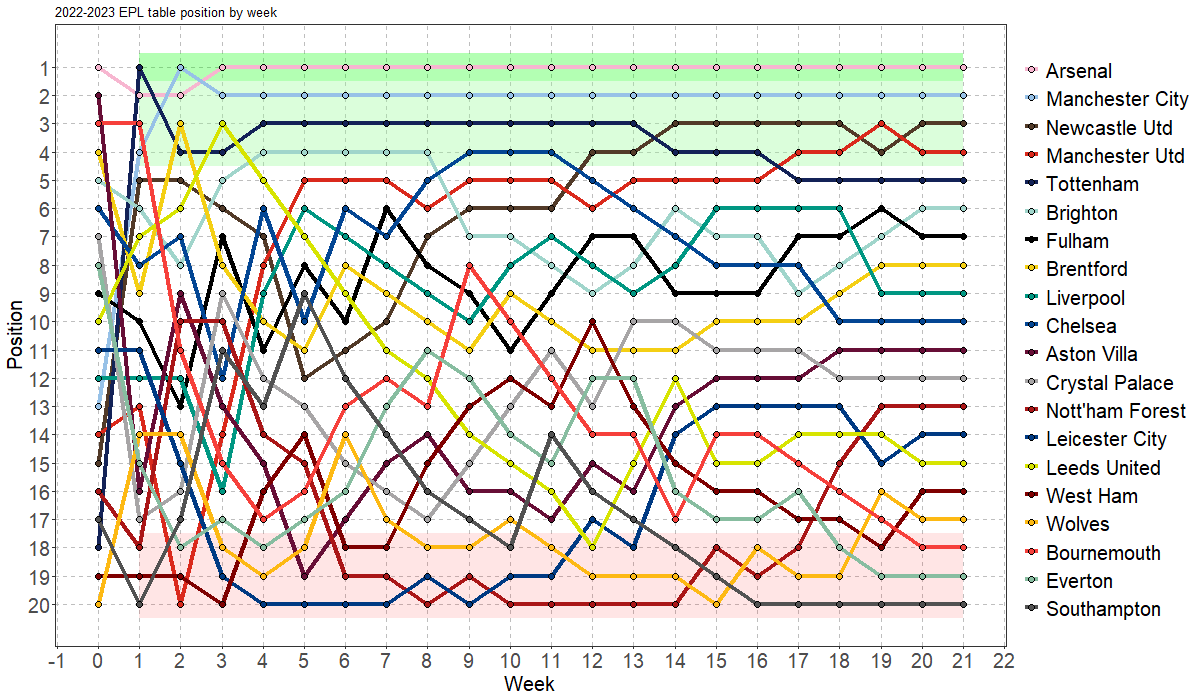 2022-2023 EPL table position by week
Position
1
2
3
4
5
6
7
8
9
10
11
12
13
14
15
16
17
18
19
20
-1 0 1 2 3 4 5 6 7 8 9 10 11 12 13 14 15 16 17 18 19 20 21 22
Week
Arsenal
Manchester City
Newcastle Utd
Manchester Utd
Tottenham
Brighton
Fulham
Brentford
Liverpool
Chelsea
Aston Villa
Crystal Palace
Nott'ham Forest
Leicester City
Leeds United
West Ham
Wolves
Bournemouth
Everton
Southampton